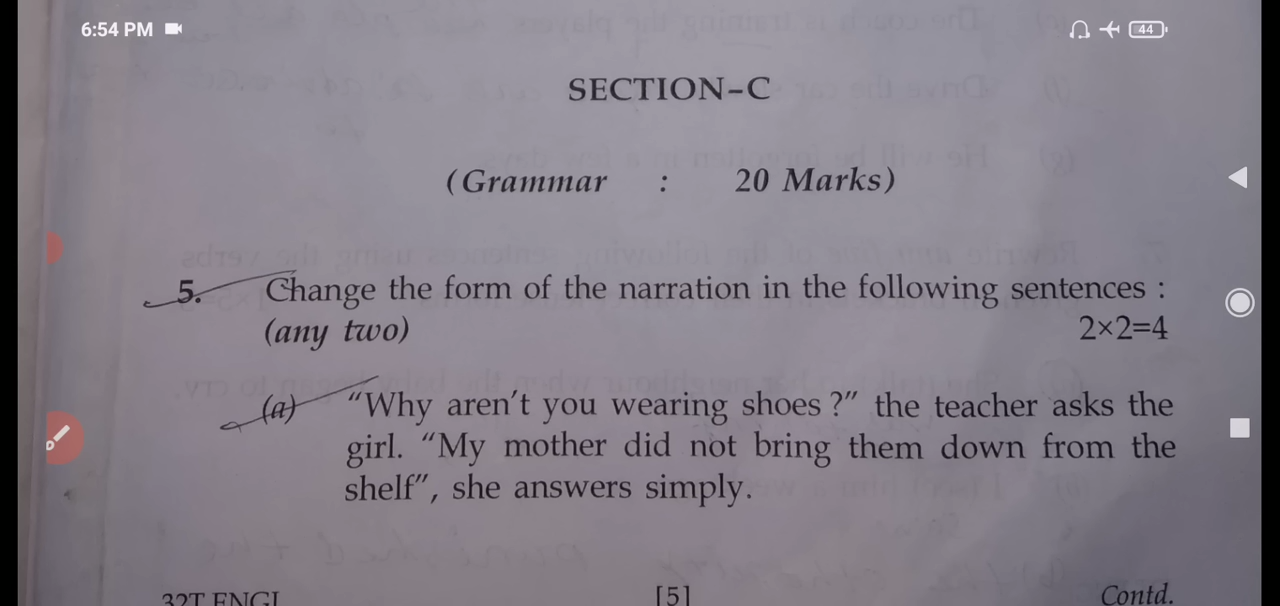 6:54 PM
44
SECTION-C
(Grammar : 20 Marks)
5. Change the form of the narration in the following sentences :
(any two) 2×2=4
(a) "Why aren't you wearing shoes ?" the teacher asks the
girl. "My mother did not bring them down from the
shelf", she answers simply.
32T ENGL [5] Contd.